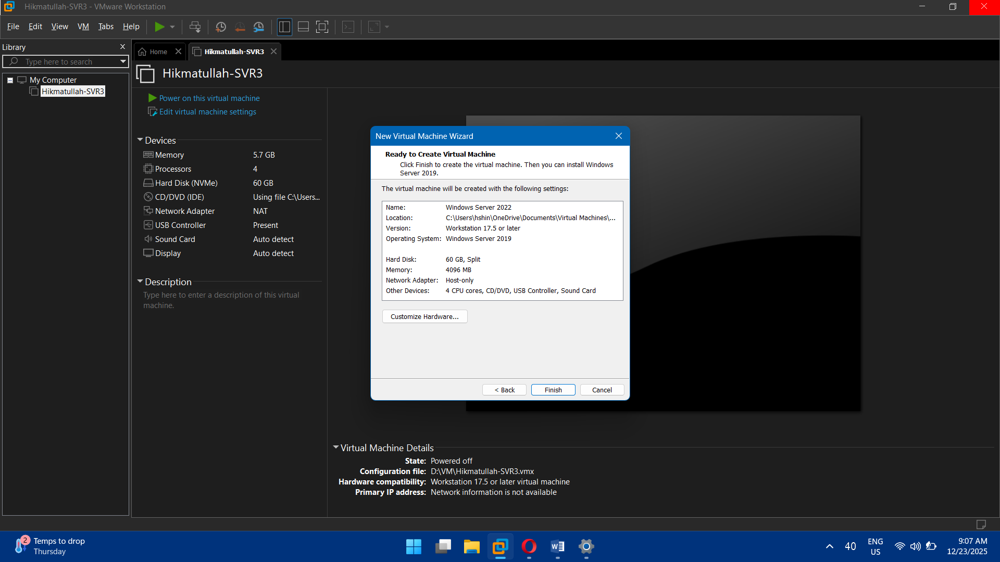 Hikmatullah-SVR3 - VMware Workstation
File Edit View VM Tabs Help
Library
Type here to search
My Computer
Hikmatullah-SVR3
Home
Hikmatullah-SVR3
Hikmatullah-SVR3
Power on this virtual machine
Edit virtual machine settings
Devices
Memory 5.7 GB
Processors 4
Hard Disk (NVMe) 60 GB
CD/DVD (IDE) Using file C:\Users...
Network Adapter NAT
USB Controller Present
Sound Card Auto detect
Display Auto detect
Description
Type here to enter a description of this virtual
machine.
New Virtual Machine Wizard
Ready to Create Virtual Machine
Click Finish to create the virtual machine. Then you can install Windows
Server 2019.
The virtual machine will be created with the following settings:
Name: Windows Server 2022
Location: C:\Users\hshin\OneDrive\Documents\Virtual Machines\...
Version: Workstation 17.5 or later
Operating System: Windows Server 2019
Hard Disk: 60 GB, Split
Memory: 4096 MB
Network Adapter: Host-only
Other Devices: 4 CPU cores, CD/DVD, USB Controller, Sound Card
Customize Hardware...
< Back Finish Cancel
Virtual Machine Details
State: Powered off
Configuration file: D:\VM\Hikmatullah-SVR3.vmx
Hardware compatibility: Workstation 17.5 or later virtual machine
Primary IP address: Network information is not available
2
Temps to drop
Thursday
40
ENG
US
9:07 AM
12/23/2025